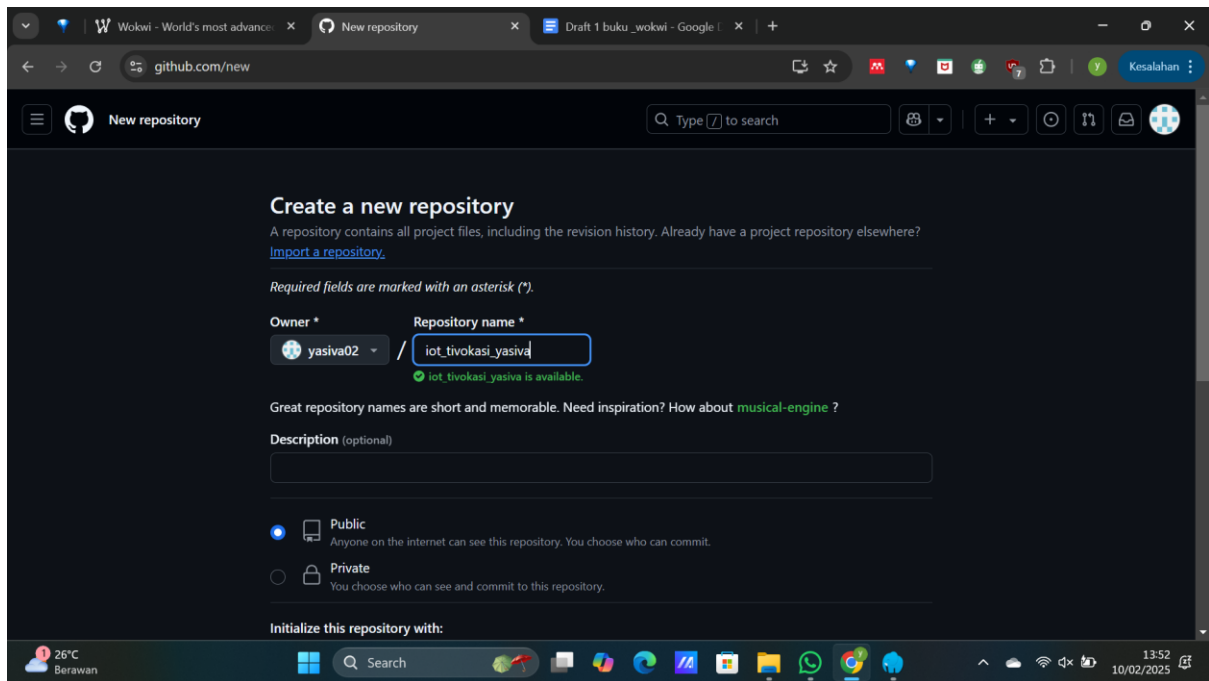 Wokwi - World's most advance
New repository
Draft 1 buku _wokwi - Google
github.com/new
7
y
Kesalahan
New repository
Type / to search
Create a new repository
A repository contains all project files, including the revision history. Already have a project repository elsewhere?
Import a repository.
Required fields are marked with an asterisk (*).
Owner *
Repository name *
yasiva02
/
iot_tivokasi_yasiva
iot_tivokasi_yasiva is available.
Great repository names are short and memorable. Need inspiration? How about musical-engine ?
Description (optional)
Public
Anyone on the internet can see this repository. You choose who can commit.
Private
You choose who can see and commit to this repository.
Initialize this repository with:
1
26°C
Berawan
Search
13:52
10/02/2025